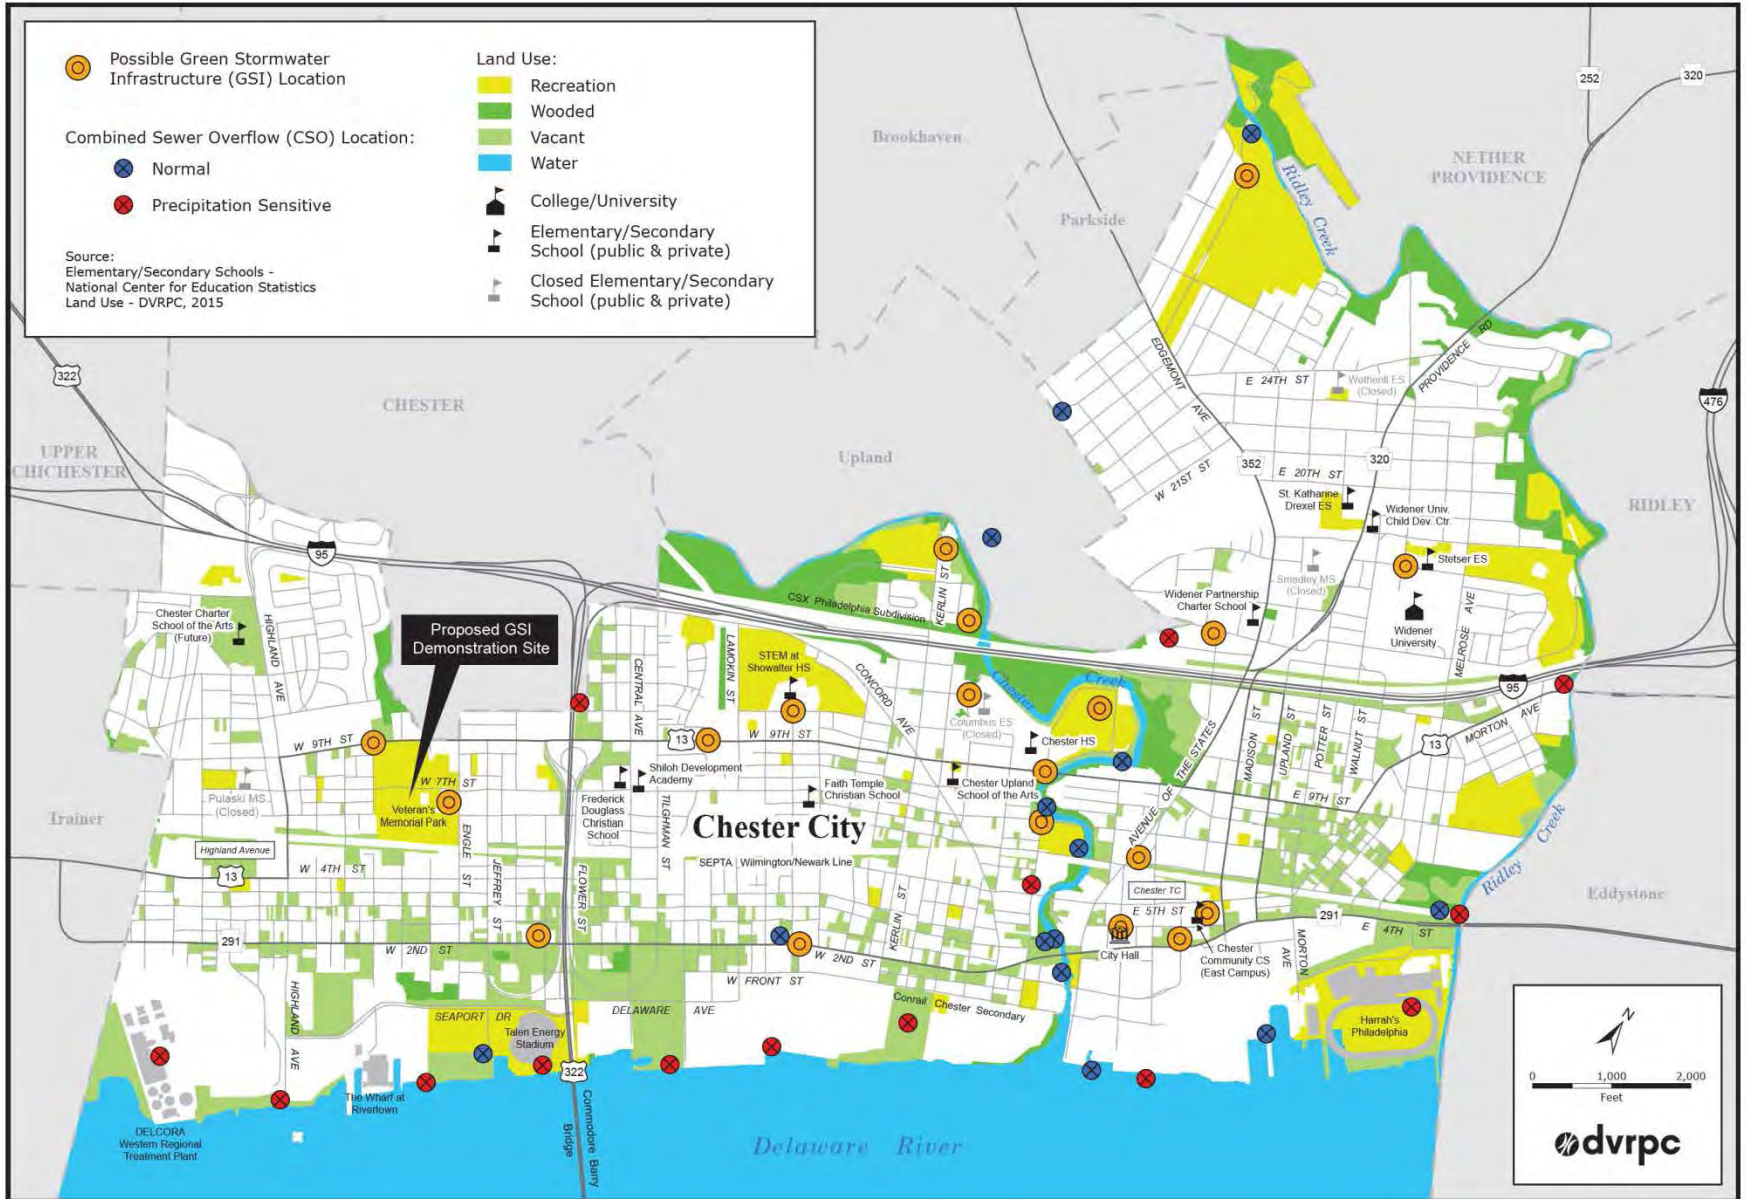 Possible Green Stormwater
Infrastructure (GSI) Location
Combined Sewer Overflow (CSO) Location:
Normal
Precipitation Sensitive
Source:
Elementary/Secondary Schools -
National Center for Education Statistics
Land Use - DVRPC, 2015
Land Use:
Recreation
Wooded
Vacant
Water
College/University
Elementary/Secondary
School (public & private)
Closed Elementary/Secondary
School (public & private)
252
320
Brookhaven
NETHER
PROVIDENCE
Ridley Creek
Parkside
322
CHESTER
UPPER
CHICHESTER
Upland
EDGEMONT AVE
E 24TH ST
Wetherill ES
(Closed)
PROVIDENCE RD
476
352
320
E 20TH ST
W 21ST ST
St. Katharine
Drexel ES
Widener Univ.
Child Dev. Ctr.
RIDLEY
95
Stetser ES
Smedley MS
(Closed)
KERLIN ST
CSX Philadelphia Subdivision
Widener Partnership
Charter School
Widener
University
MELROSE AVE
Chester Charter
School of the Arts
(Future)
HIGHLAND AVE
Proposed GSI
Demonstration Site
LAMOKIN ST
STEM at
Showalter HS
CENTRAL AVE
CONCORD AVE
Chester Creek
Columbus ES
(Closed)
95
MORTON AVE
W 9TH ST
13
W 9TH ST
Chester HS
AVENUE OF THE STATES
MADISON ST
UPLAND ST
POTTER ST
WALNUT ST
13
W 7TH ST
Veteran's
Memorial Park
Pulaski MS
(Closed)
Shiloh Development
Academy
Frederick
Douglass
Christian
School
Faith Temple
Christian School
Chester Upland
School of the Arts
E 9TH ST
Trainer
Chester City
TILGHMAN ST
Highland Avenue
W 4TH ST
13
ENGLE ST
JEFFREY ST
FLOWER ST
SEPTA Wilmington/Newark Line
KERLIN ST
Ridley Creek
Eddystone
Chester TC
E 5TH ST
291
E 4TH ST
City Hall
Chester
Community CS
(East Campus)
MORTON AVE
291
W 2ND ST
W 2ND ST
W FRONT ST
HIGHLAND AVE
SEAPORT DR
DELAWARE AVE
Conrail Chester Secondary
Talen Energy
Stadium
Harrah's
Philadelphia
322
The Wharf at
Rivertown
DELCORA
Western Regional
Treatment Plant
Commodore Barry
Bridge
Delaware River
N
0 1,000 2,000
Feet
dvrpc